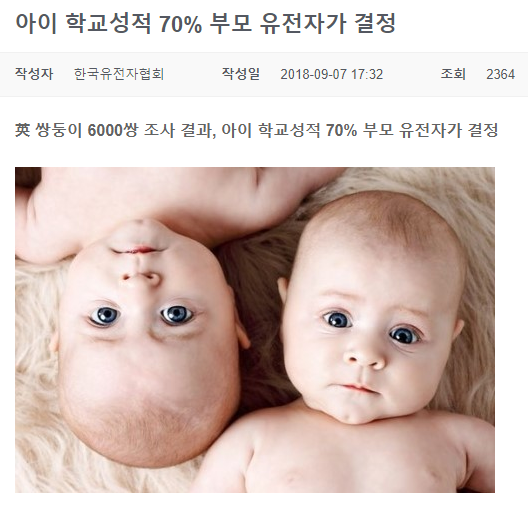 아이 학교성적 70% 부모 유전자가 결정
작성자 한국유전자협회 작성일 2018-09-07 17:32 조회 2364
英 쌍둥이 6000쌍 조사 결과, 아이 학교성적 70% 부모 유전자가 결정